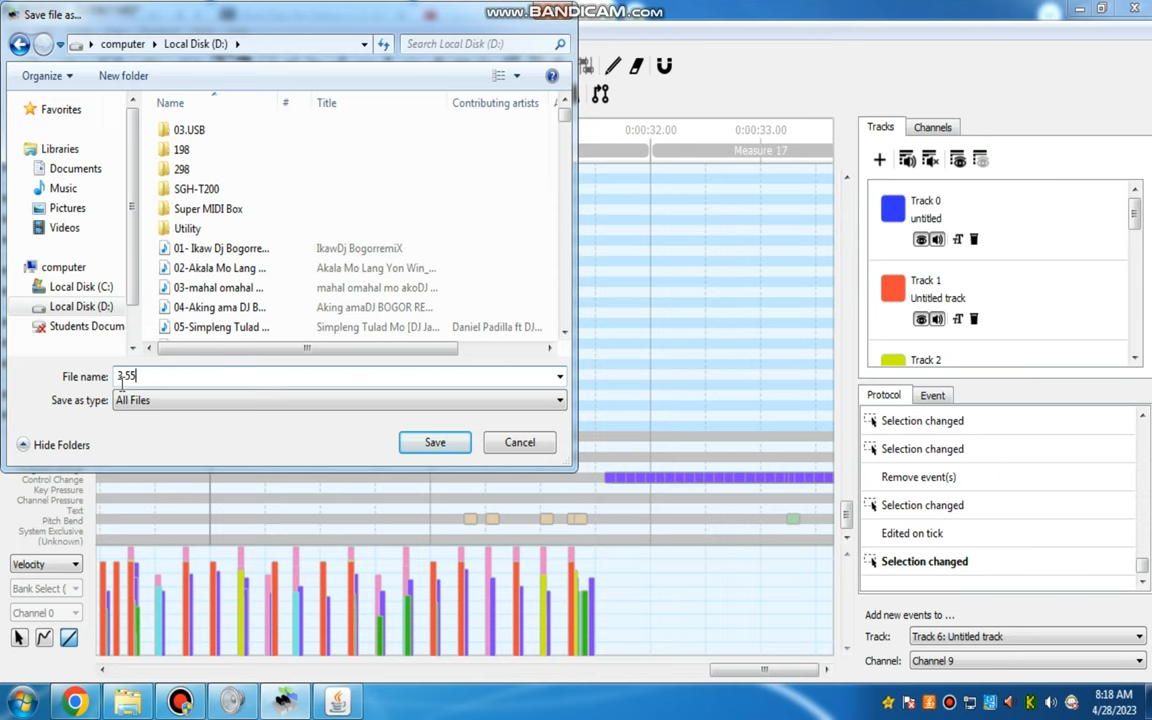 Save file as...
www.BANDICAM.com
computer
Local Disk (D:)
Search Local Disk (D:)
Organize
New folder
Favorites
Libraries
Documents
Music
Pictures
Videos
computer
Local Disk (C:)
Local Disk (D:)
Students Docum
Name
#
Title
Contributing artists
03.USB
198
298
SGH-T200
Super MIDI Box
Utility
01- Ikaw Dj Bogorre...
IkawDj BogorremiX
02-Akala Mo Lang ...
Akala Mo Lang Yon Win_...
03-mahal omahal ...
mahal omahal mo akoDJ ...
04-Aking ama DJ B...
Aking amaDJ BOGOR RE...
05-Simpleng Tulad ...
Simpleng Tulad Mo [DJ Ja...
Daniel Padilla ft DJ...
File name:
3-55
Save as type:
All Files
Hide Folders
Save
Cancel
0:00:32.00
0:00:33.00
Measure 17
Control Change
Key Pressure
Channel Pressure
Text
Pitch Bend
System Exclusive
(Unknown)
Velocity
Bank Select (
Channel 0
Tracks
Channels
Track 0
untitled
Track 1
Untitled track
Track 2
Protocol
Event
Selection changed
Selection changed
Remove event(s)
Selection changed
Edited on tick
Selection changed
Add new events to ...
Track:
Track 6: Untitled track
Channel:
Channel 9
8:18 AM
4/28/2023